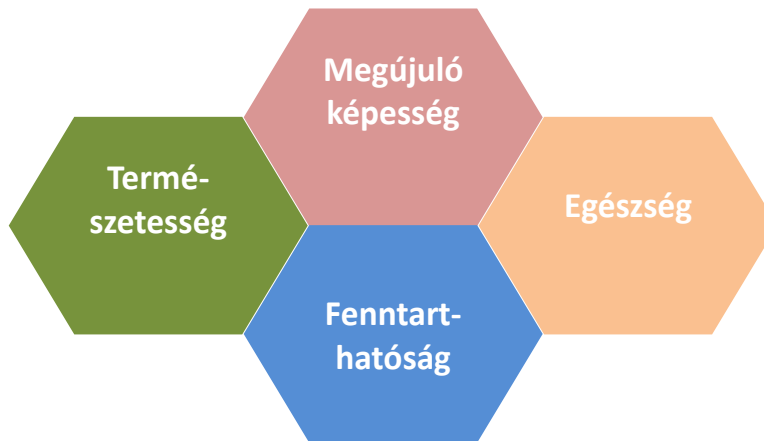 Megújuló
képesség
Termé-
szetesség
Egészség
Fenntart-
hatóság